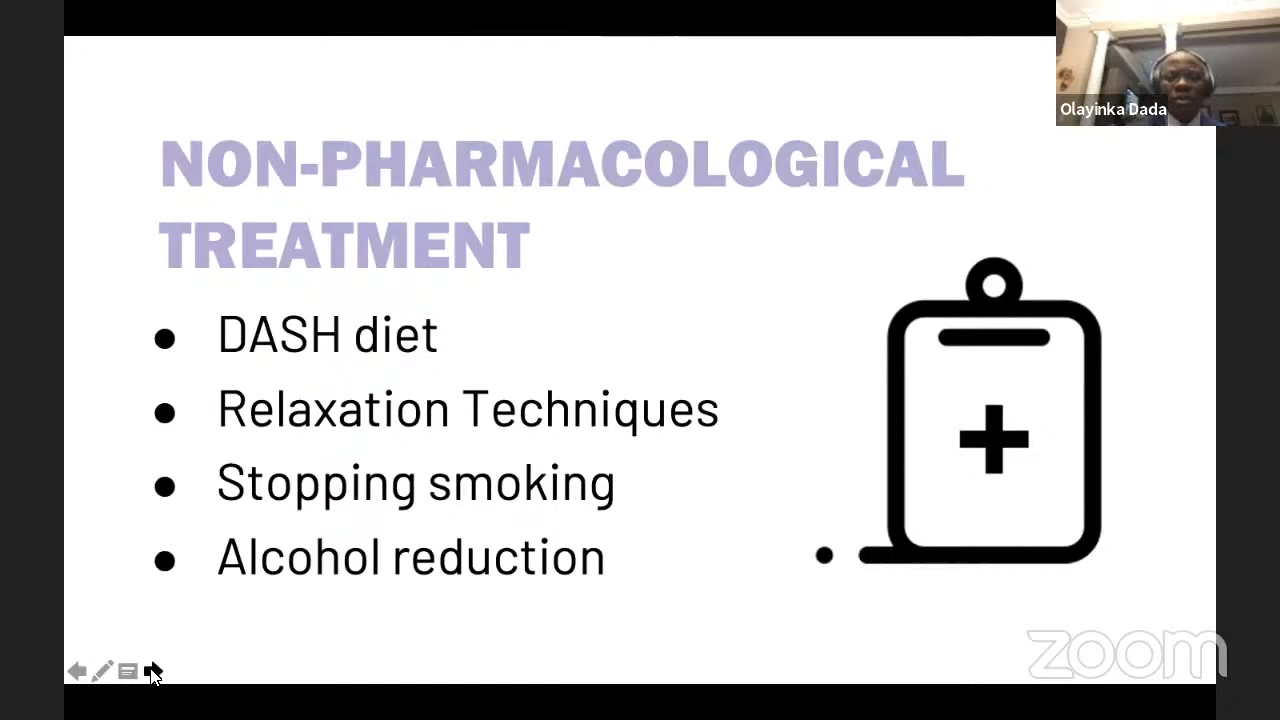 Olayinka Dada
NON-PHARMACOLOGICAL
TREATMENT
● DASH diet
● Relaxation Techniques
● Stopping smoking
● Alcohol reduction
zoom